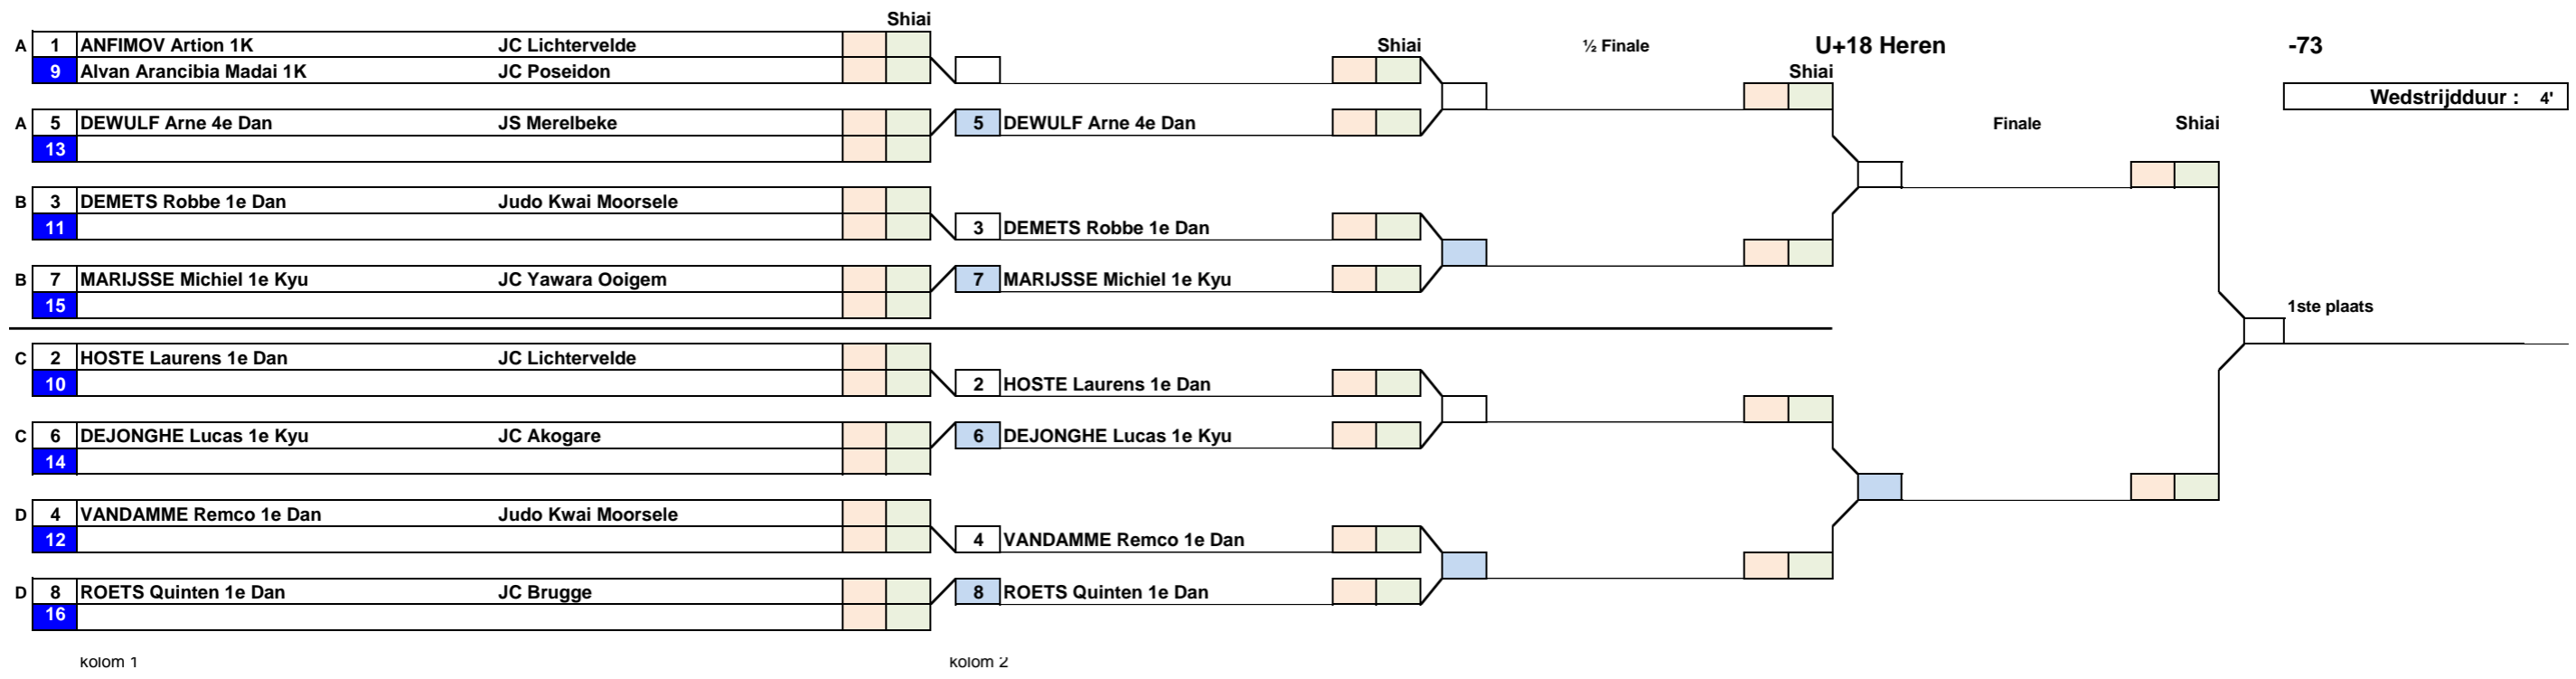 Shiai
A 1 ANFIMOV Artion 1K JC Lichtervelde Shiai ½ Finale U+18 Heren -73
9 Alvan Arancibia Madai 1K JC Poseidon Shiai
Wedstrijdduur : 4'
A 5 DEWULF Arne 4e Dan JS Merelbeke 5 DEWULF Arne 4e Dan Finale Shiai
13
B 3 DEMETS Robbe 1e Dan Judo Kwai Moorsele
11 3 DEMETS Robbe 1e Dan
B 7 MARIJSSE Michiel 1e Kyu JC Yawara Ooigem 7 MARIJSSE Michiel 1e Kyu
15 1ste plaats
C 2 HOSTE Laurens 1e Dan JC Lichtervelde
10 2 HOSTE Laurens 1e Dan
C 6 DEJONGHE Lucas 1e Kyu JC Akogare 6 DEJONGHE Lucas 1e Kyu
14
D 4 VANDAMME Remco 1e Dan Judo Kwai Moorsele
12 4 VANDAMME Remco 1e Dan
D 8 ROETS Quinten 1e Dan JC Brugge 8 ROETS Quinten 1e Dan
16
kolom 1 kolom 2